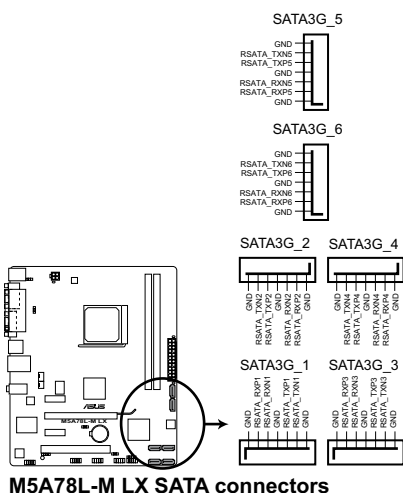 SATA3G_5
GND
RSATA_TXN5
RSATA_TXP5
GND
RSATA_RXN5
RSATA_RXP5
GND
SATA3G_6
GND
RSATA_TXN6
RSATA_TXP6
GND
RSATA_RXN6
RSATA_RXP6
GND
SATA3G_2
GND
RSATA_TXN2
RSATA_TXP2
GND
RSATA_RXN2
RSATA_RXP2
GND
SATA3G_4
GND
RSATA_TXN4
RSATA_TXP4
GND
RSATA_RXN4
RSATA_RXP4
GND
SATA3G_1
GND
RSATA_RXP1
RSATA_RXN1
GND
RSATA_TXP1
RSATA_TXN1
GND
SATA3G_3
GND
RSATA_RXP3
RSATA_RXN3
GND
RSATA_TXP3
RSATA_TXN3
GND
ASUS
M5A78L-M LX
M5A78L-M LX SATA connectors